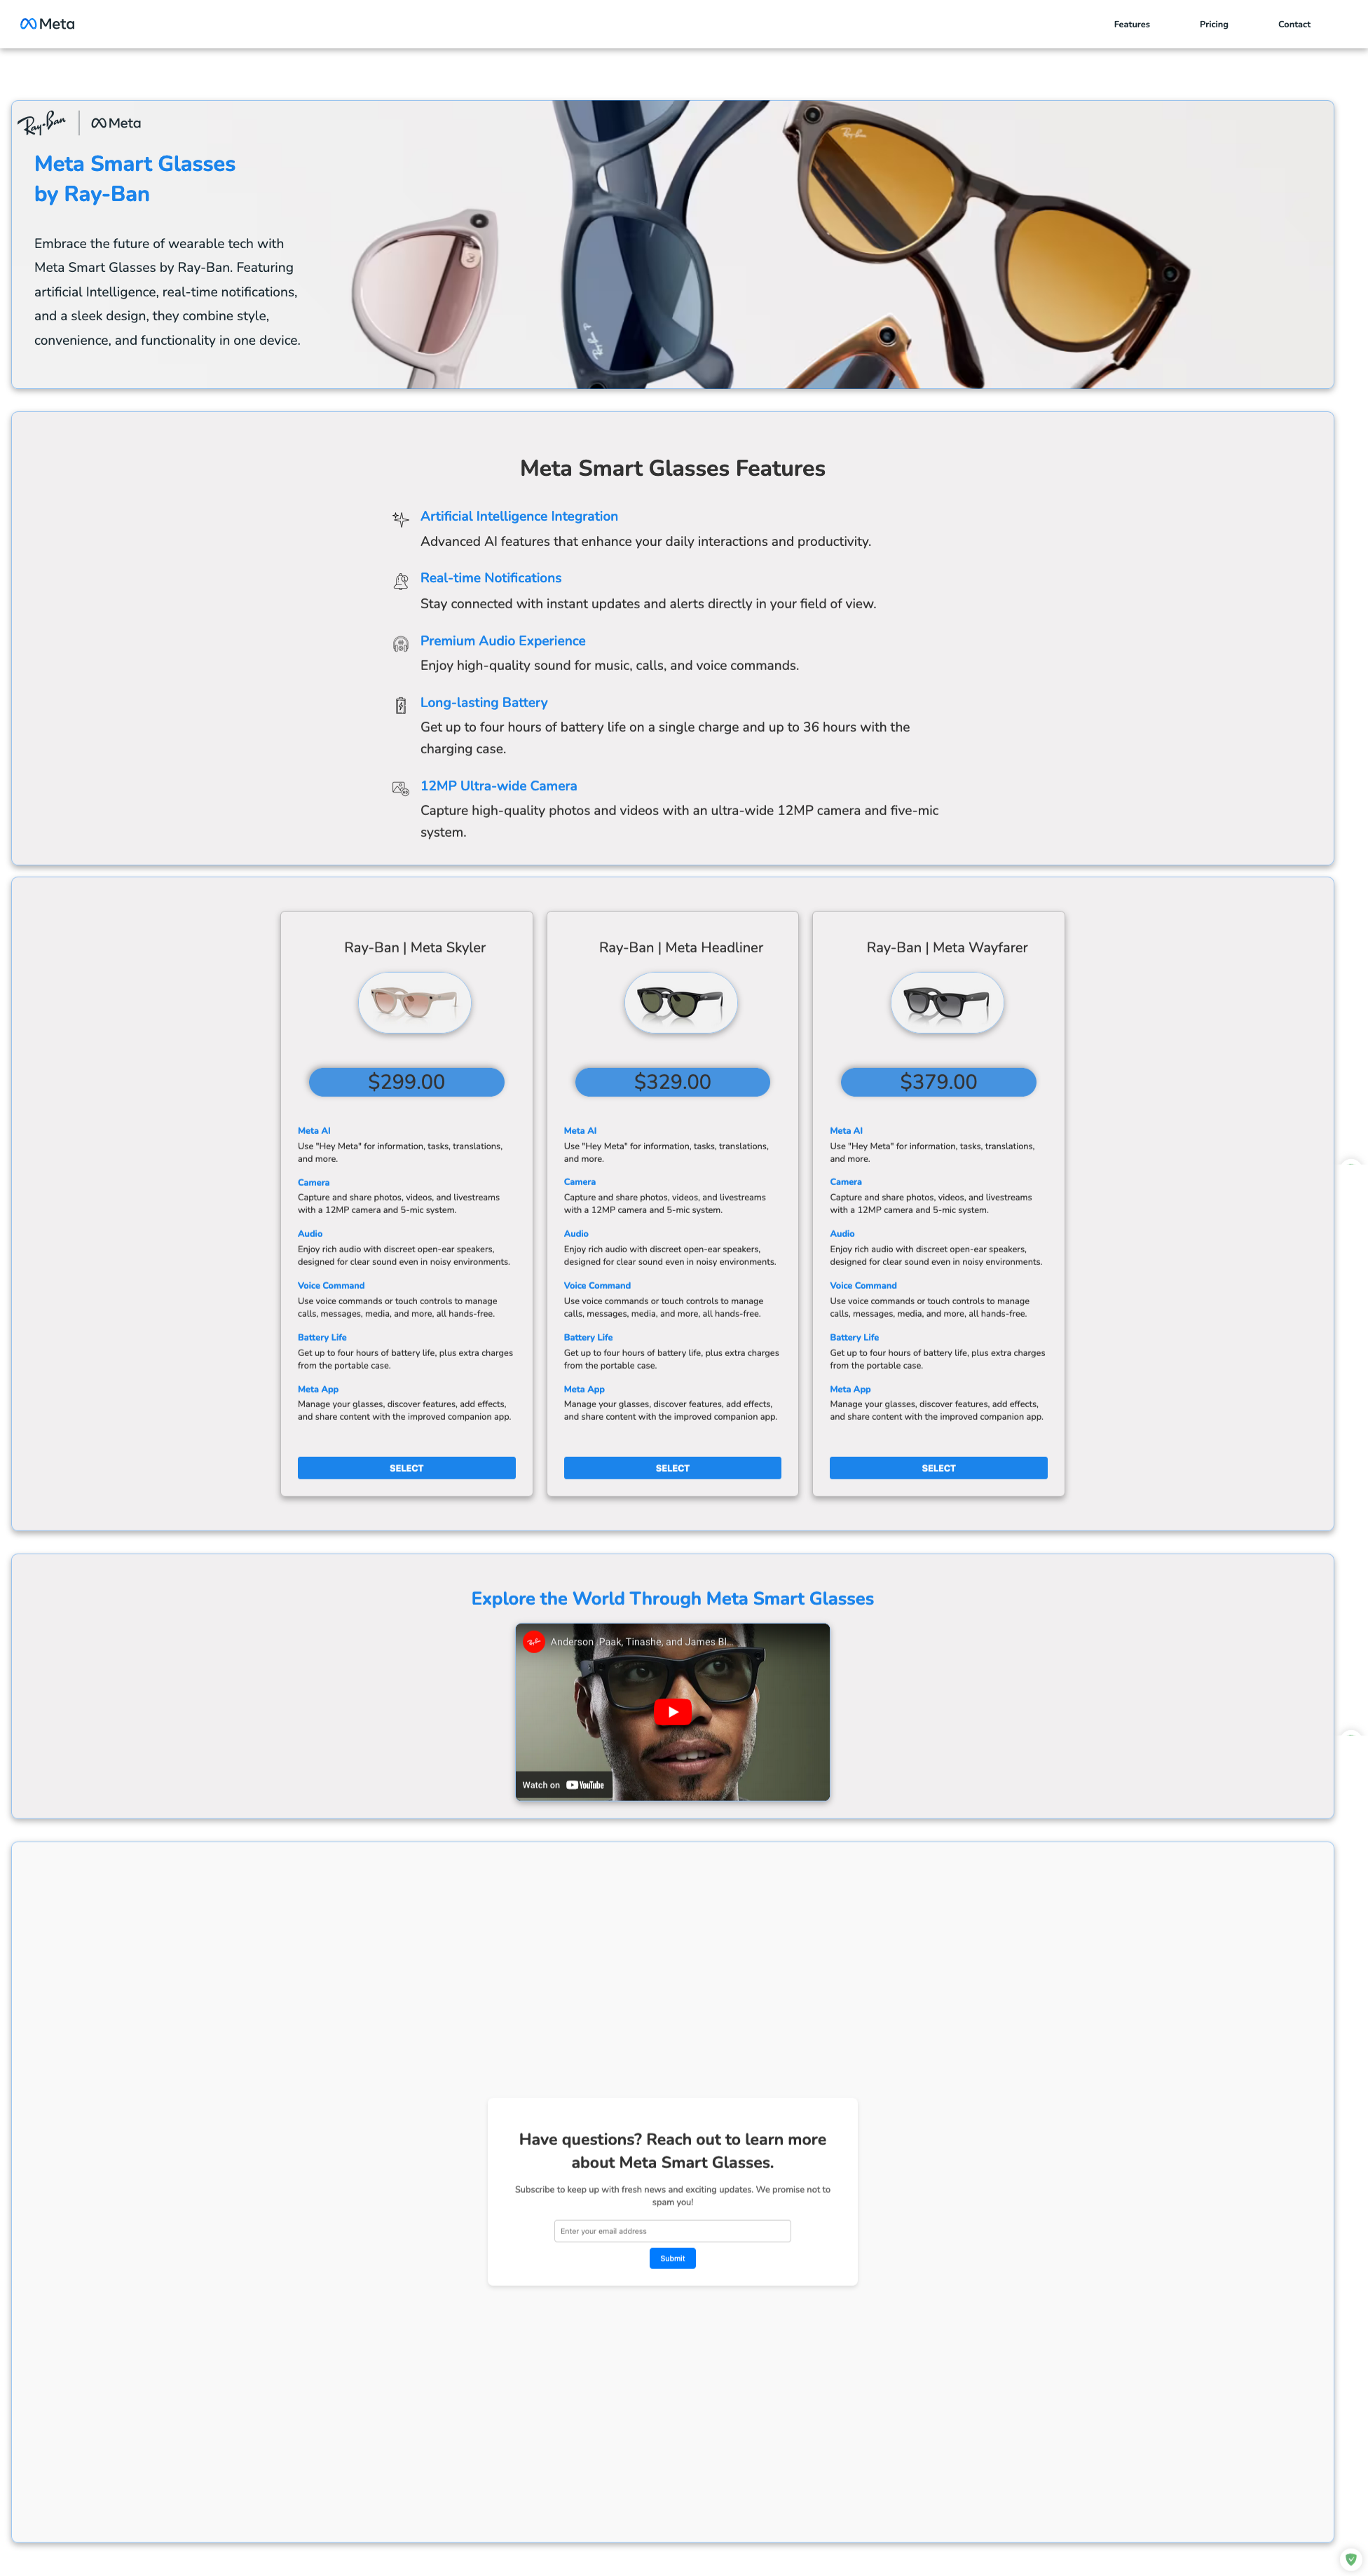 Meta
Features
Pricing
Contact
Ray-Ban
Meta
Meta Smart Glasses
by Ray-Ban
Embrace the future of wearable tech with
Meta Smart Glasses by Ray-Ban. Featuring
artificial Intelligence, real-time notifications,
and a sleek design, they combine style,
convenience, and functionality in one device.
Ray-Ban
Ray-Ban
Meta Smart Glasses Features
Artificial Intelligence Integration
Advanced AI features that enhance your daily interactions and productivity.
Real-time Notifications
Stay connected with instant updates and alerts directly in your field of view.
Premium Audio Experience
Enjoy high-quality sound for music, calls, and voice commands.
Long-lasting Battery
Get up to four hours of battery life on a single charge and up to 36 hours with the
charging case.
12MP Ultra-wide Camera
Capture high-quality photos and videos with an ultra-wide 12MP camera and five-mic
system.
Ray-Ban | Meta Skyler
$299.00
Meta AI
Use "Hey Meta" for information, tasks, translations,
and more.
Camera
Capture and share photos, videos, and livestreams
with a 12MP camera and 5-mic system.
Audio
Enjoy rich audio with discreet open-ear speakers,
designed for clear sound even in noisy environments.
Voice Command
Use voice commands or touch controls to manage
calls, messages, media, and more, all hands-free.
Battery Life
Get up to four hours of battery life, plus extra charges
from the portable case.
Meta App
Manage your glasses, discover features, add effects,
and share content with the improved companion app.
SELECT
Ray-Ban | Meta Headliner
$329.00
Meta AI
Use "Hey Meta" for information, tasks, translations,
and more.
Camera
Capture and share photos, videos, and livestreams
with a 12MP camera and 5-mic system.
Audio
Enjoy rich audio with discreet open-ear speakers,
designed for clear sound even in noisy environments.
Voice Command
Use voice commands or touch controls to manage
calls, messages, media, and more, all hands-free.
Battery Life
Get up to four hours of battery life, plus extra charges
from the portable case.
Meta App
Manage your glasses, discover features, add effects,
and share content with the improved companion app.
SELECT
Ray-Ban | Meta Wayfarer
$379.00
Meta AI
Use "Hey Meta" for information, tasks, translations,
and more.
Camera
Capture and share photos, videos, and livestreams
with a 12MP camera and 5-mic system.
Audio
Enjoy rich audio with discreet open-ear speakers,
designed for clear sound even in noisy environments.
Voice Command
Use voice commands or touch controls to manage
calls, messages, media, and more, all hands-free.
Battery Life
Get up to four hours of battery life, plus extra charges
from the portable case.
Meta App
Manage your glasses, discover features, add effects,
and share content with the improved companion app.
SELECT
Explore the World Through Meta Smart Glasses
Anderson .Paak, Tinashe, and James Bl...
Watch on YouTube
Have questions? Reach out to learn more
about Meta Smart Glasses.
Subscribe to keep up with fresh news and exciting updates. We promise not to
spam you!
Enter your email address
Submit